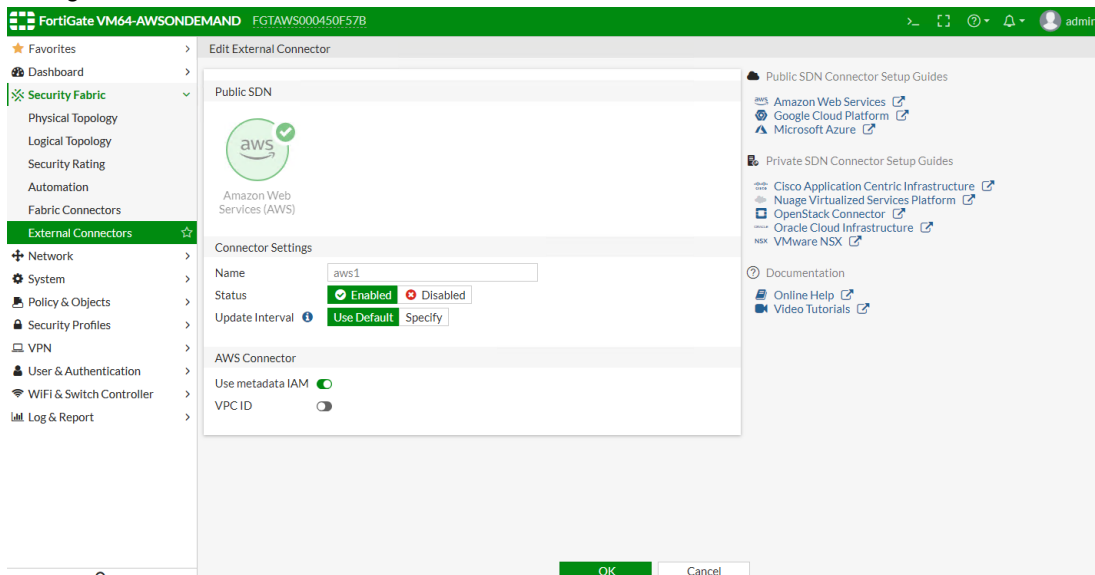 FortiGate VM64-AWSONDEMAND FGTAWS000450F57B >_ admin
Favorites
Dashboard
Security Fabric
Physical Topology
Logical Topology
Security Rating
Automation
Fabric Connectors
External Connectors
Network
System
Policy & Objects
Security Profiles
VPN
User & Authentication
WiFi & Switch Controller
Log & Report
Edit External Connector
Public SDN
aws
Amazon Web
Services (AWS)
Connector Settings
Name aws1
Status Enabled Disabled
Update Interval Use Default Specify
AWS Connector
Use metadata IAM
VPC ID
OK Cancel
Public SDN Connector Setup Guides
aws Amazon Web Services
Google Cloud Platform
Microsoft Azure
Private SDN Connector Setup Guides
Cisco Application Centric Infrastructure
Nuage Virtualized Services Platform
OpenStack Connector
Oracle Cloud Infrastructure
NSX VMware NSX
Documentation
Online Help
Video Tutorials